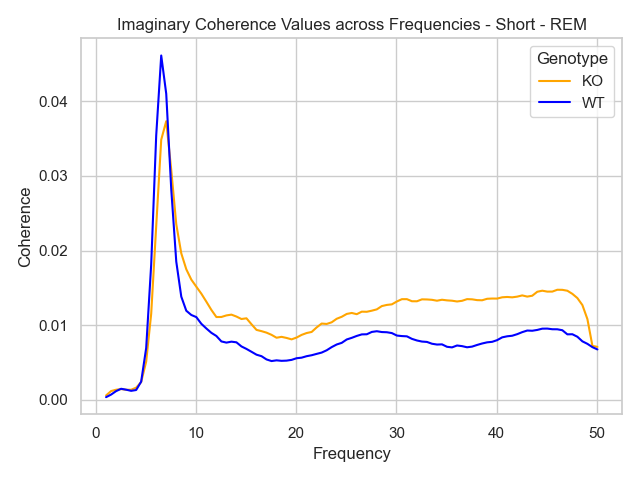 Imaginary Coherence Values across Frequencies - Short - REM
Genotype
KO
WT
Coherence
0.04
0.03
0.02
0.01
0.00
0
10
20
30
40
50
Frequency